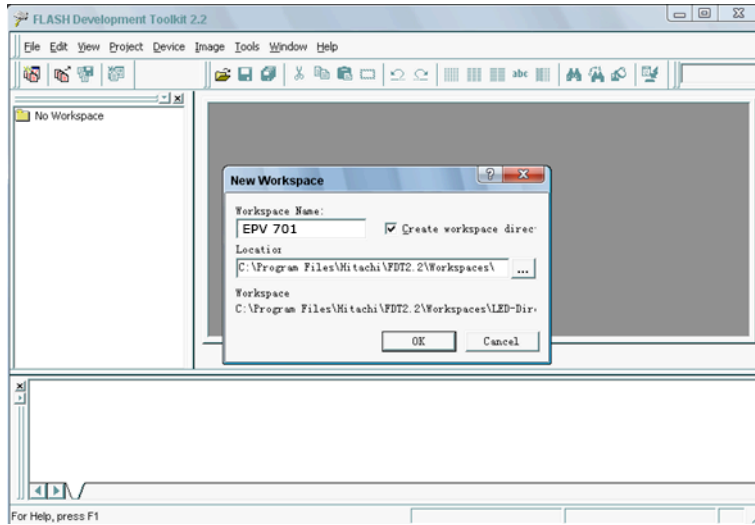 FLASH Development Toolkit 2.2
File Edit View Project Device Image Tools Window Help
abc
No Workspace
New Workspace
Workspace Name:
EPV 701
Create workspace direc
Location
C:\Program Files\Hitachi\FDT2.2\Workspaces\
...
Workspace
C:\Program Files\Hitachi\FDT2.2\Workspaces\LED-Dir
OK Cancel
For Help, press F1